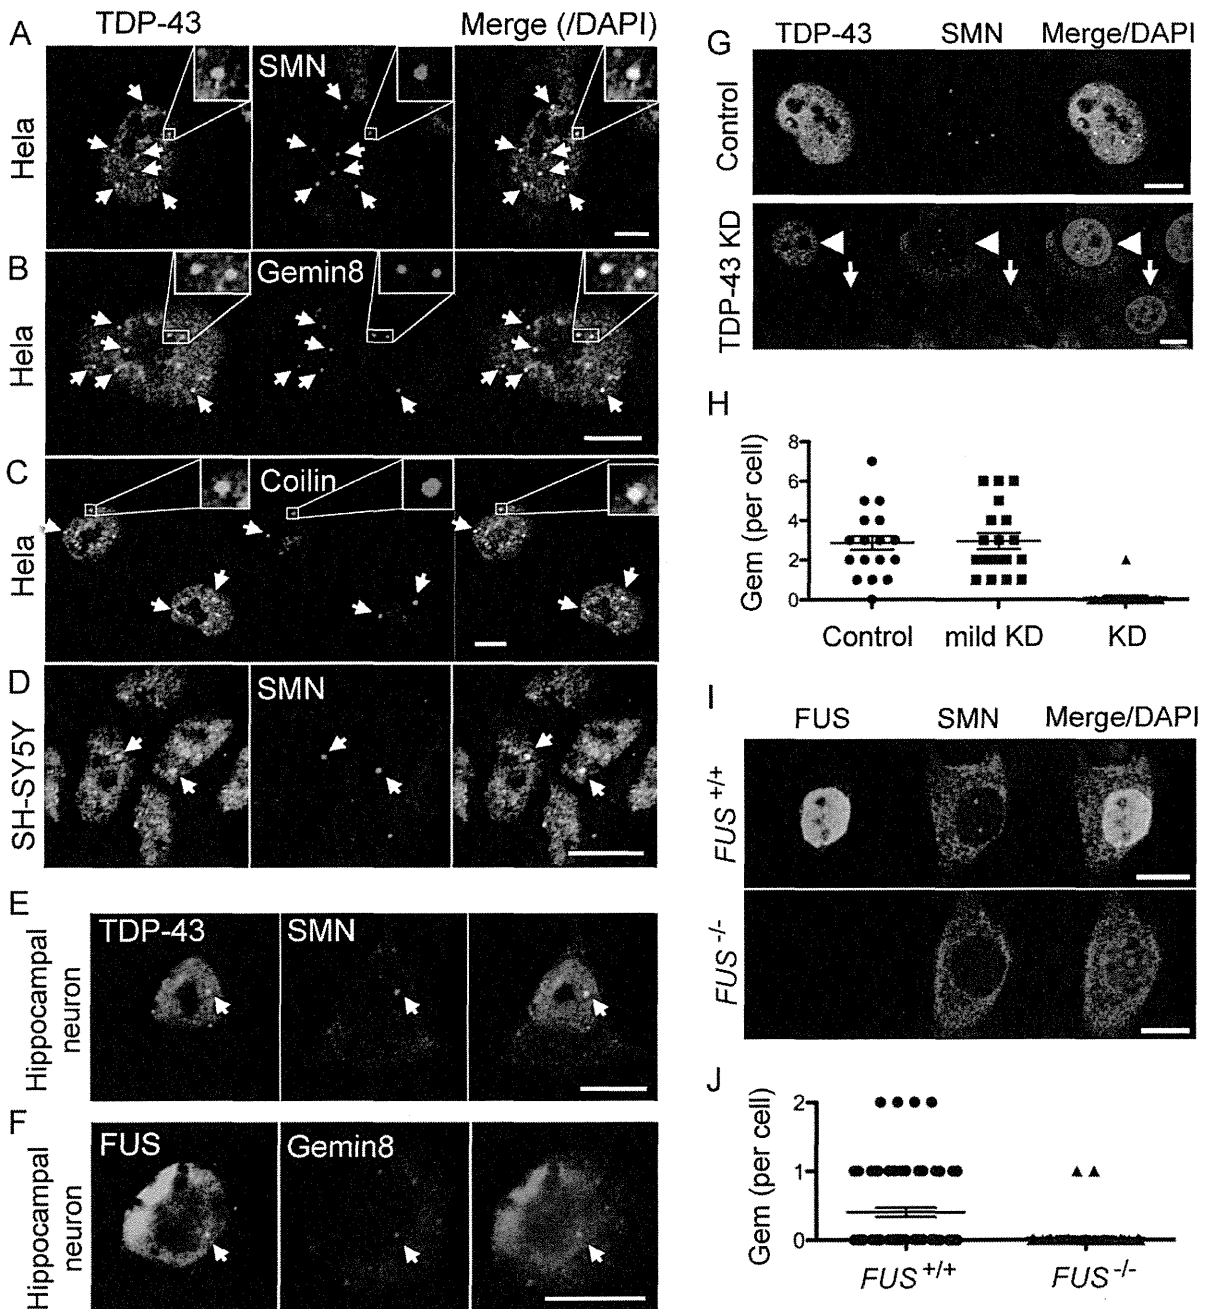 A
TDP-43
Merge (/DAPI)
SMN
Hela
B
Gemin8
Hela
C
Coilin
Hela
D
SMN
SH-SY5Y
E
TDP-43
SMN
Hippocampal
neuron
F
FUS
Gemin8
Hippocampal
neuron
G
TDP-43
SMN
Merge/DAPI
Control
TDP-43 KD
H
Gem (per cell)
8
6
4
2
0
Control
mild KD
KD
I
FUS
SMN
Merge/DAPI
FUS +/+
FUS -/-
J
Gem (per cell)
2
1
0
FUS +/+
FUS -/-